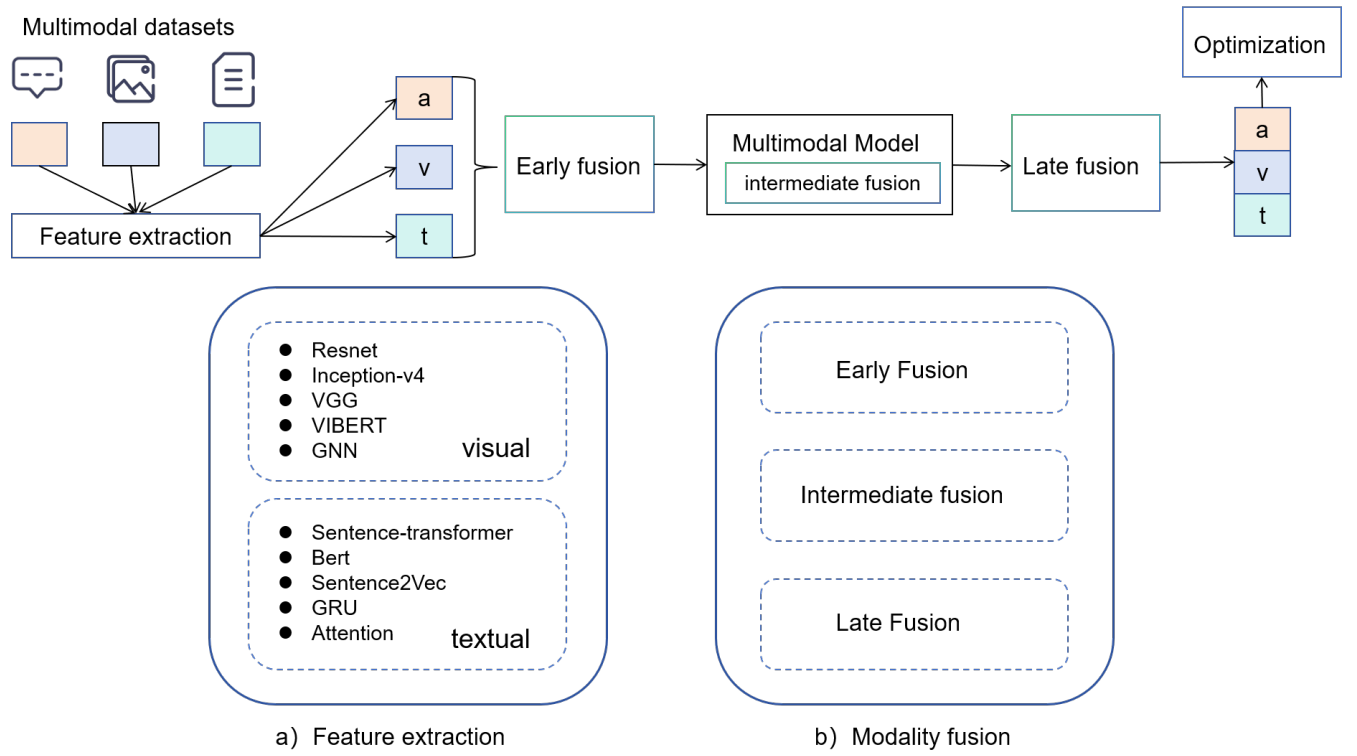 Multimodal datasets
Feature extraction
a
v
t
Early fusion
Multimodal Model
intermediate fusion
Late fusion
a
v
t
Optimization
Resnet
Inception-v4
VGG
VIBERT
GNN
visual
Sentence-transformer
Bert
Sentence2Vec
GRU
Attention
textual
a）Feature extraction
Early Fusion
Intermediate fusion
Late Fusion
b）Modality fusion